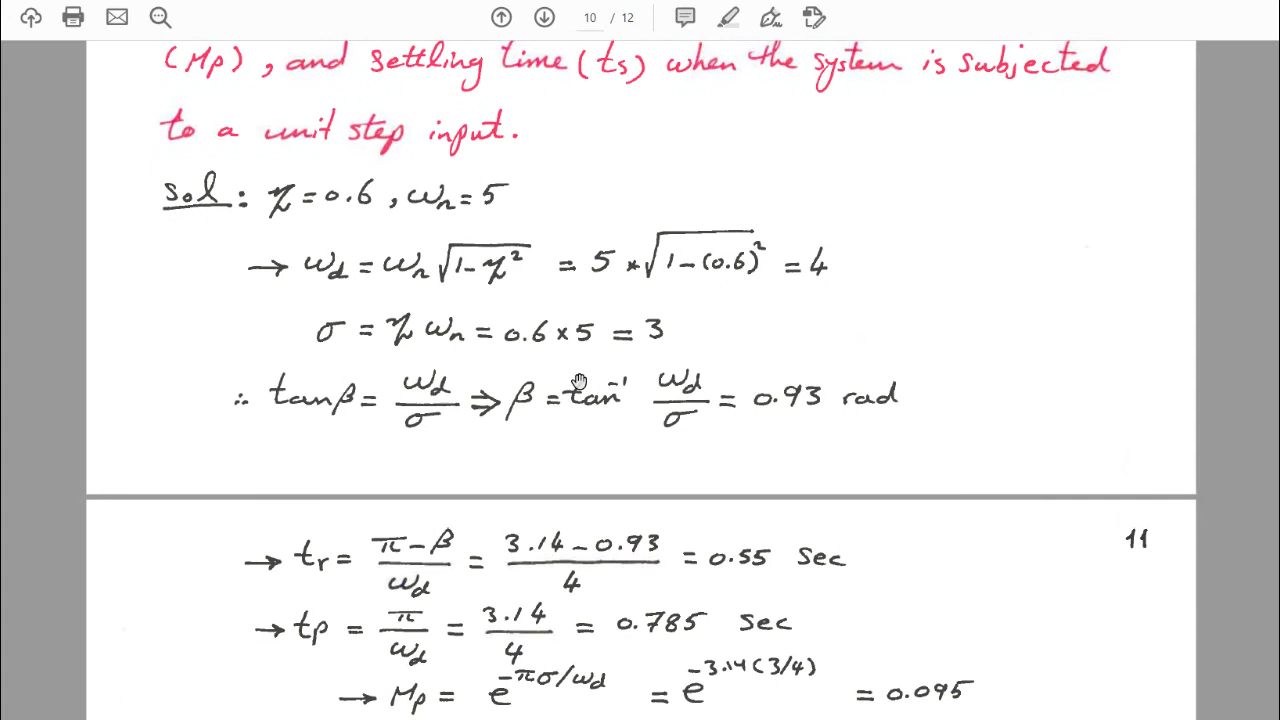 10 / 12
(Mp), and settling time (ts) when the system is subjected
to a unit step input.
sol: ζ = 0.6, ωn = 5
→ ωd = ωn √1-ζ² = 5 * √1-(0.6)² = 4
σ = ζ ωn = 0.6 × 5 = 3
∴ tanβ = ωd/σ ⇒ β = tan⁻¹ ωd/σ = 0.93 rad
11
→ tr = π-β/ωd = 3.14-0.93/4 = 0.55 sec
→ tp = π/ωd = 3.14/4 = 0.785 sec
→ Mp = e^-πσ/ωd = e^-3.14(3/4) = 0.095